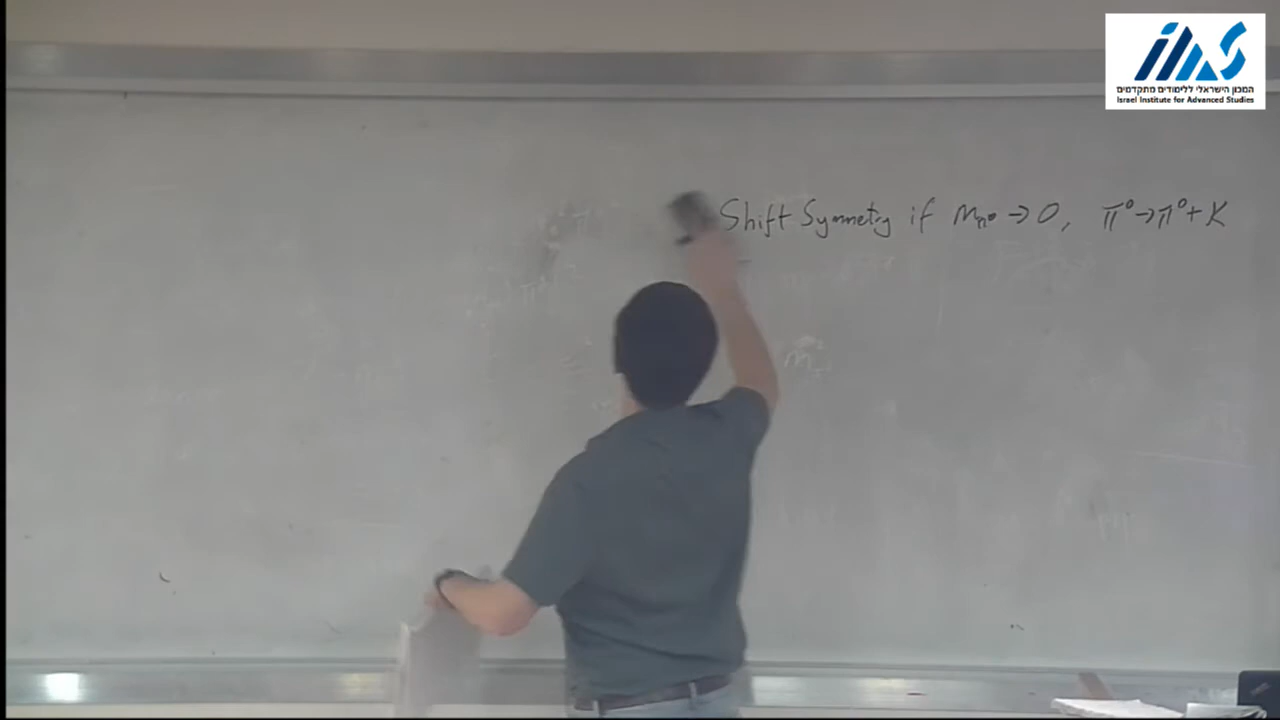 המכון הישראלי ללימודים מתקדמים
Israel Institute for Advanced Studies
Shift Symmetry if m_π⁰ → 0, π⁰ → π⁰ + K